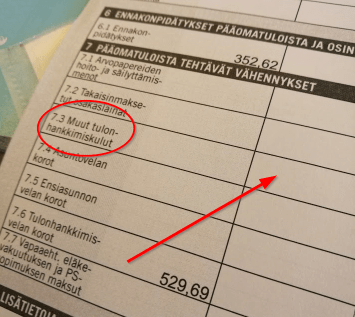 6 ENNAKONPIDÄTYKSET PÄÄOMATULOISTA JA OSIN
6.1 Ennakon-
pidätykset
352,62
7 PÄÄOMATULOISTA TEHTÄVÄT VÄHENNYKSET
7.1 Arvopapereiden
hoito- ja säilyttämis-
menot
7.2 Takaisinmakse-
tut osakaslainat
7.3 Muut tulon-
hankkimiskulut
7.4 Asuntovelan
korot
7.5 Ensiasunnon
velan korot
7.6 Tulonhankkimis-
velan korot
7.7 Vapaaeht. eläke-
vakuutuksen ja PS-
sopimuksen maksut
529,69
LISÄTIETOJA